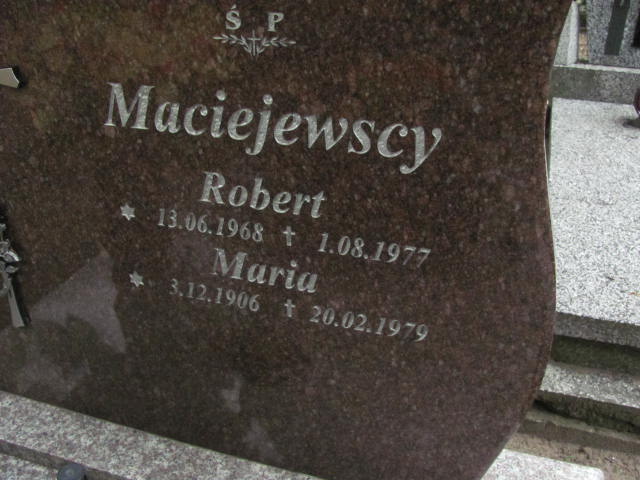 Ś P
Maciejewscy
Robert
* 13.06.1968 † 1.08.1977
Maria
* 3.12.1906 † 20.02.1979